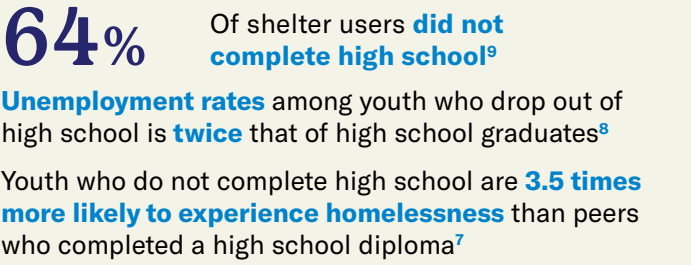 64% Of shelter users did not
complete high school⁹
Unemployment rates among youth who drop out of
high school is twice that of high school graduates⁸
Youth who do not complete high school are 3.5 times
more likely to experience homelessness than peers
who completed a high school diploma⁷